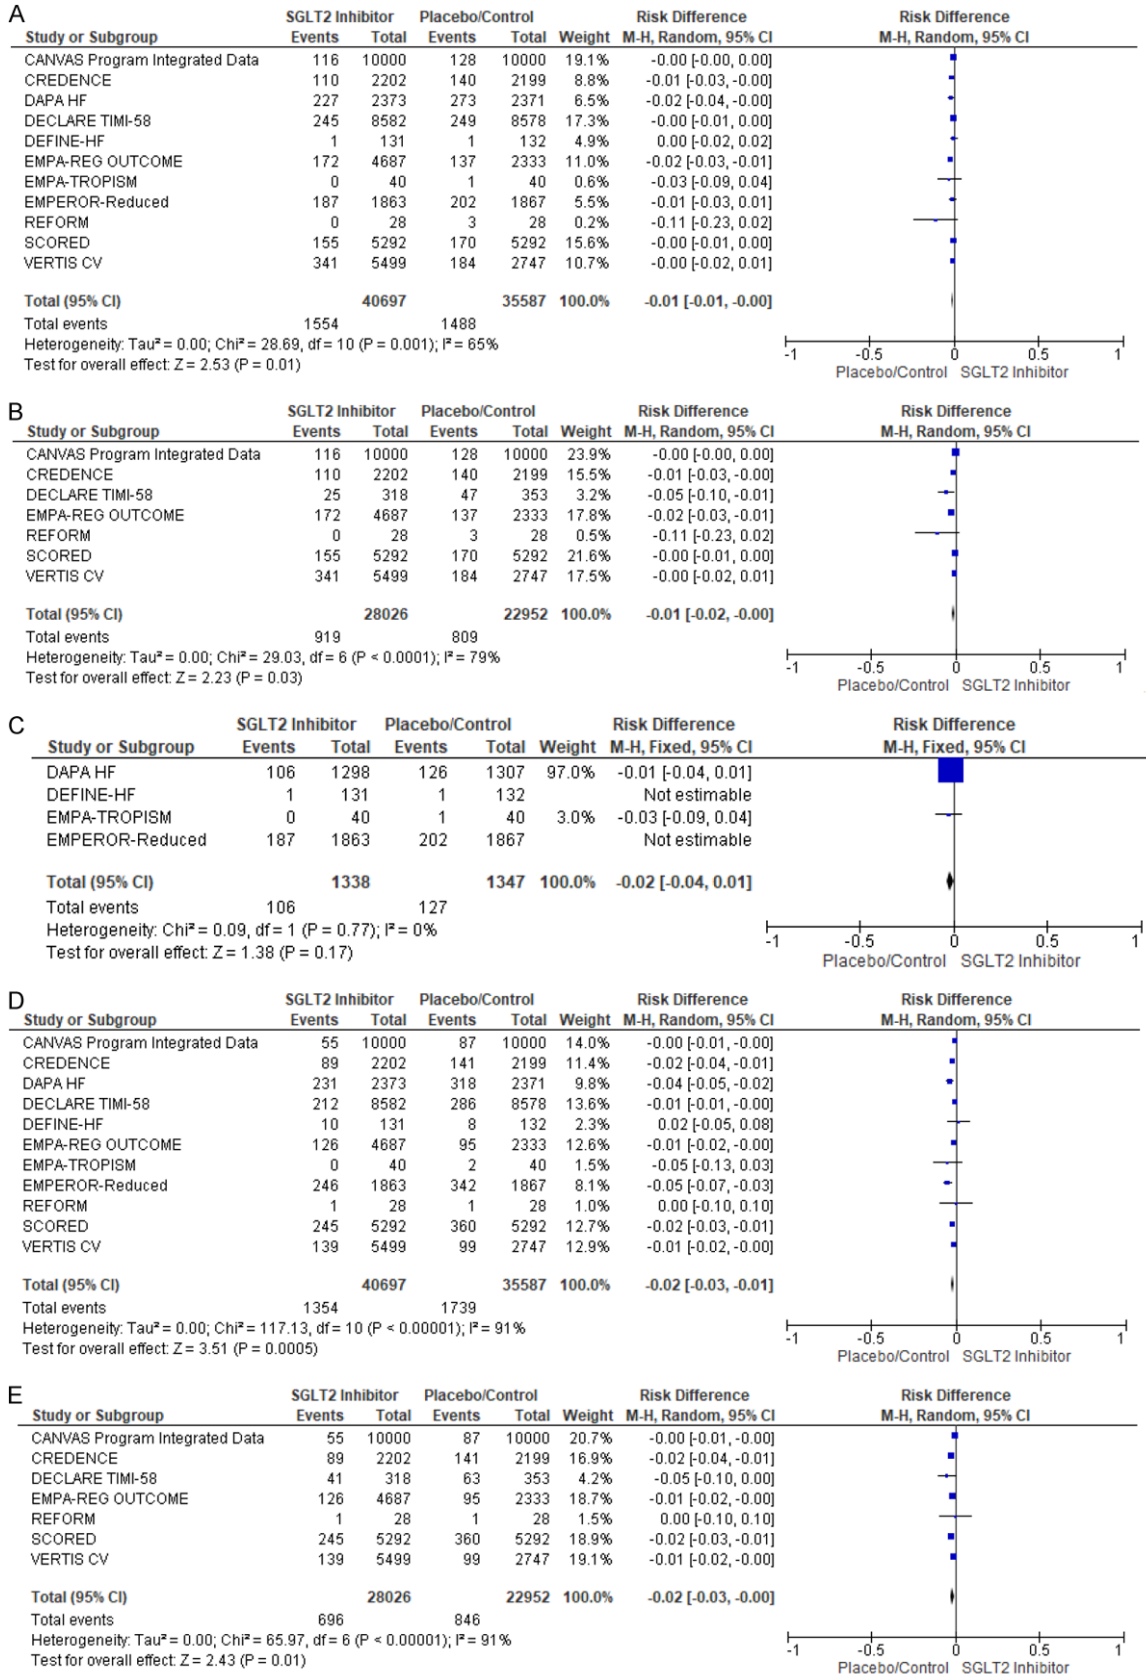 A
SGLT2 Inhibitor Placebo/Control Risk Difference Risk Difference
Study or Subgroup Events Total Events Total Weight M-H, Random, 95% CI M-H, Random, 95% CI
CANVAS Program Integrated Data 116 10000 128 10000 19.1% -0.00 [-0.00, 0.00]
CREDENCE 110 2202 140 2199 8.8% -0.01 [-0.03, -0.00]
DAPA HF 227 2373 273 2371 6.5% -0.02 [-0.04, -0.00]
DECLARE TIMI-58 245 8582 249 8578 17.3% -0.00 [-0.01, 0.00]
DEFINE-HF 1 131 1 132 4.9% 0.00 [-0.02, 0.02]
EMPA-REG OUTCOME 172 4687 137 2333 11.0% -0.02 [-0.03, -0.01]
EMPA-TROPISM 0 40 1 40 0.6% -0.03 [-0.09, 0.04]
EMPEROR-Reduced 187 1863 202 1867 5.5% -0.01 [-0.03, 0.01]
REFORM 0 28 3 28 0.2% -0.11 [-0.23, 0.02]
SCORED 155 5292 170 5292 15.6% -0.00 [-0.01, 0.00]
VERTIS CV 341 5499 184 2747 10.7% -0.00 [-0.02, 0.01]
Total (95% CI) 40697 35587 100.0% -0.01 [-0.01, -0.00]
Total events 1554 1488
Heterogeneity: Tau² = 0.00; Chi² = 28.69, df = 10 (P = 0.001); I² = 65%
Test for overall effect: Z = 2.53 (P = 0.01)
-1 -0.5 0 0.5 1
Placebo/Control SGLT2 Inhibitor
B
SGLT2 Inhibitor Placebo/Control Risk Difference Risk Difference
Study or Subgroup Events Total Events Total Weight M-H, Random, 95% CI M-H, Random, 95% CI
CANVAS Program Integrated Data 116 10000 128 10000 23.9% -0.00 [-0.00, 0.00]
CREDENCE 110 2202 140 2199 15.5% -0.01 [-0.03, -0.00]
DECLARE TIMI-58 25 318 47 353 3.2% -0.05 [-0.10, -0.01]
EMPA-REG OUTCOME 172 4687 137 2333 17.8% -0.02 [-0.03, -0.01]
REFORM 0 28 3 28 0.5% -0.11 [-0.23, 0.02]
SCORED 155 5292 170 5292 21.6% -0.00 [-0.01, 0.00]
VERTIS CV 341 5499 184 2747 17.5% -0.00 [-0.02, 0.01]
Total (95% CI) 28026 22952 100.0% -0.01 [-0.02, -0.00]
Total events 919 809
Heterogeneity: Tau² = 0.00; Chi² = 29.03, df = 6 (P < 0.0001); I² = 79%
Test for overall effect: Z = 2.23 (P = 0.03)
-1 -0.5 0 0.5 1
Placebo/Control SGLT2 Inhibitor
C
SGLT2 Inhibitor Placebo/Control Risk Difference Risk Difference
Study or Subgroup Events Total Events Total Weight M-H, Fixed, 95% CI M-H, Fixed, 95% CI
DAPA HF 106 1298 126 1307 97.0% -0.01 [-0.04, 0.01]
DEFINE-HF 1 131 1 132 Not estimable
EMPA-TROPISM 0 40 1 40 3.0% -0.03 [-0.09, 0.04]
EMPEROR-Reduced 187 1863 202 1867 Not estimable
Total (95% CI) 1338 1347 100.0% -0.02 [-0.04, 0.01]
Total events 106 127
Heterogeneity: Chi² = 0.09, df = 1 (P = 0.77); I² = 0%
Test for overall effect: Z = 1.38 (P = 0.17)
-1 -0.5 0 0.5 1
Placebo/Control SGLT2 Inhibitor
D
SGLT2 Inhibitor Placebo/Control Risk Difference Risk Difference
Study or Subgroup Events Total Events Total Weight M-H, Random, 95% CI M-H, Random, 95% CI
CANVAS Program Integrated Data 55 10000 87 10000 14.0% -0.00 [-0.01, -0.00]
CREDENCE 89 2202 141 2199 11.4% -0.02 [-0.04, -0.01]
DAPA HF 231 2373 318 2371 9.8% -0.04 [-0.05, -0.02]
DECLARE TIMI-58 212 8582 286 8578 13.6% -0.01 [-0.01, -0.00]
DEFINE-HF 10 131 8 132 2.3% 0.02 [-0.05, 0.08]
EMPA-REG OUTCOME 126 4687 95 2333 12.6% -0.01 [-0.02, -0.00]
EMPA-TROPISM 0 40 2 40 1.5% -0.05 [-0.13, 0.03]
EMPEROR-Reduced 246 1863 342 1867 8.1% -0.05 [-0.07, -0.03]
REFORM 1 28 1 28 1.0% 0.00 [-0.10, 0.10]
SCORED 245 5292 360 5292 12.7% -0.02 [-0.03, -0.01]
VERTIS CV 139 5499 99 2747 12.9% -0.01 [-0.02, -0.00]
Total (95% CI) 40697 35587 100.0% -0.02 [-0.03, -0.01]
Total events 1354 1739
Heterogeneity: Tau² = 0.00; Chi² = 117.13, df = 10 (P < 0.00001); I² = 91%
Test for overall effect: Z = 3.51 (P = 0.0005)
-1 -0.5 0 0.5 1
Placebo/Control SGLT2 Inhibitor
E
SGLT2 Inhibitor Placebo/Control Risk Difference Risk Difference
Study or Subgroup Events Total Events Total Weight M-H, Random, 95% CI M-H, Random, 95% CI
CANVAS Program Integrated Data 55 10000 87 10000 20.7% -0.00 [-0.01, -0.00]
CREDENCE 89 2202 141 2199 16.9% -0.02 [-0.04, -0.01]
DECLARE TIMI-58 41 318 63 353 4.2% -0.05 [-0.10, 0.00]
EMPA-REG OUTCOME 126 4687 95 2333 18.7% -0.01 [-0.02, -0.00]
REFORM 1 28 1 28 1.5% 0.00 [-0.10, 0.10]
SCORED 245 5292 360 5292 18.9% -0.02 [-0.03, -0.01]
VERTIS CV 139 5499 99 2747 19.1% -0.01 [-0.02, -0.00]
Total (95% CI) 28026 22952 100.0% -0.02 [-0.03, -0.00]
Total events 696 846
Heterogeneity: Tau² = 0.00; Chi² = 65.97, df = 6 (P < 0.00001); I² = 91%
Test for overall effect: Z = 2.43 (P = 0.01)
-1 -0.5 0 0.5 1
Placebo/Control SGLT2 Inhibitor